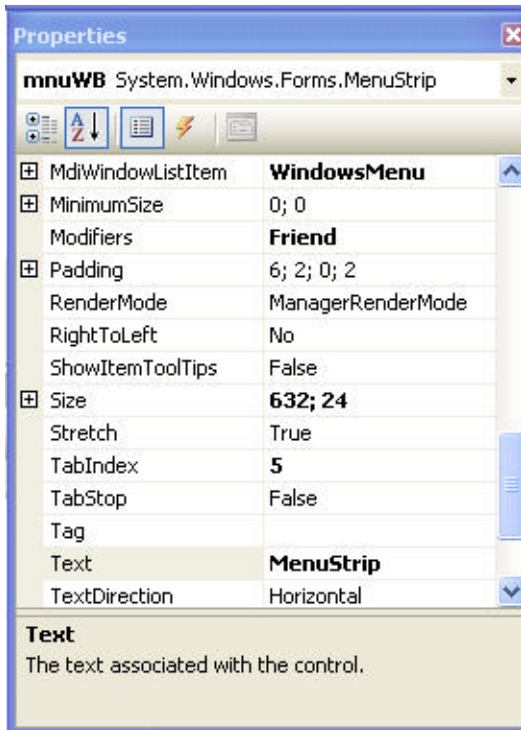 Properties
mnuWB System.Windows.Forms.MenuStrip
MdiWindowListItem WindowsMenu
MinimumSize 0; 0
Modifiers Friend
Padding 6; 2; 0; 2
RenderMode ManagerRenderMode
RightToLeft No
ShowItemToolTips False
Size 632; 24
Stretch True
TabIndex 5
TabStop False
Tag
Text MenuStrip
TextDirection Horizontal
Text
The text associated with the control.